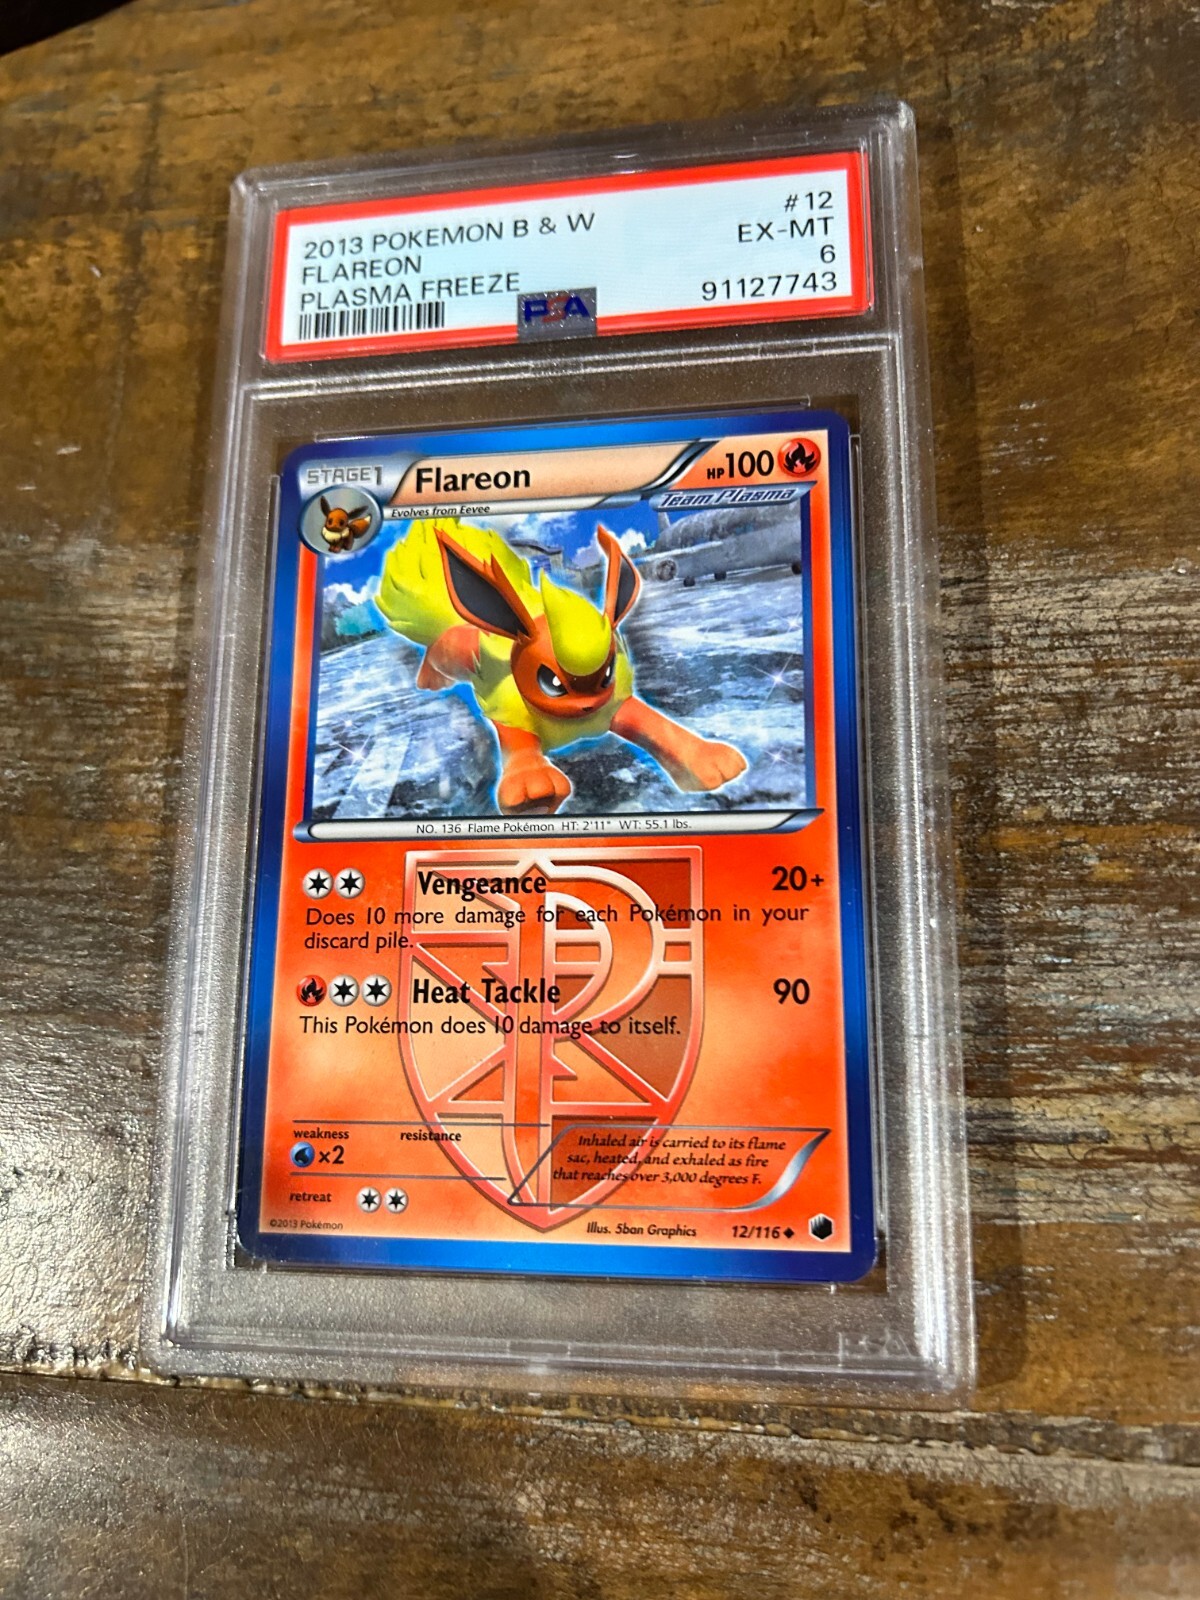 2013 POKEMON B & W #12
FLAREON EX-MT
PLASMA FREEZE 6
PSA 91127743
STAGE1 Flareon HP100
Evolves from Eevee Team Plasma
NO. 136 Flame Pokémon HT: 2'11" WT: 55.1 lbs.
Vengeance 20+
Does 10 more damage for each Pokémon in your
discard pile.
Heat Tackle 90
This Pokémon does 10 damage to itself.
weakness resistance
×2
retreat
Inhaled air is carried to its flame
sac, heated, and exhaled as fire
that reaches over 3,000 degrees F.
©2013 Pokémon Illus. 5ban Graphics 12/116